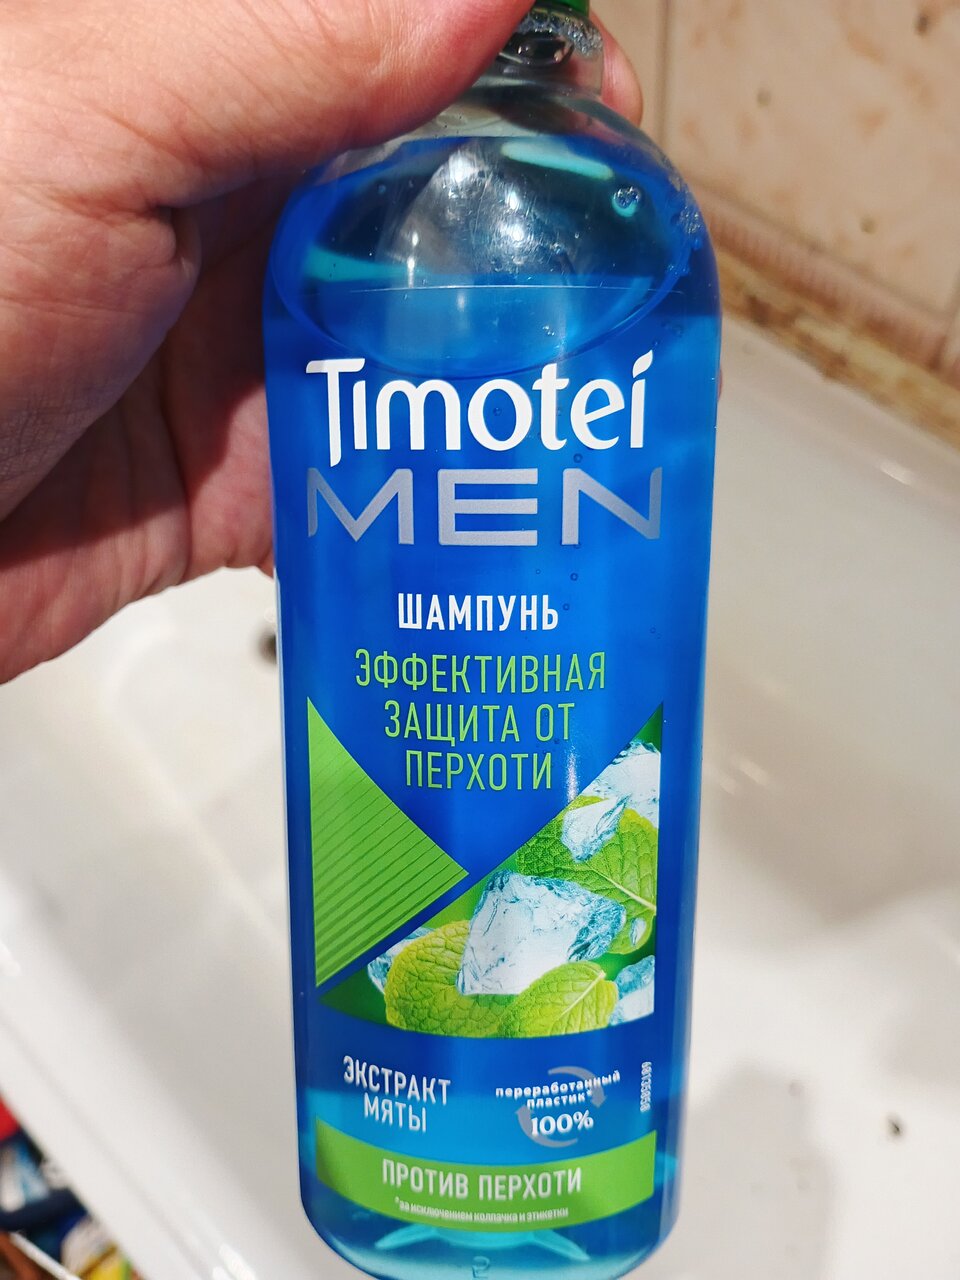 Timotei
MEN
ШАМПУНЬ
ЭФФЕКТИВНАЯ
ЗАЩИТА ОТ
ПЕРХОТИ
ЭКСТРАКТ
МЯТЫ
переработанный
пластик*
100%
ПРОТИВ ПЕРХОТИ
*за исключением колпачка и этикетки